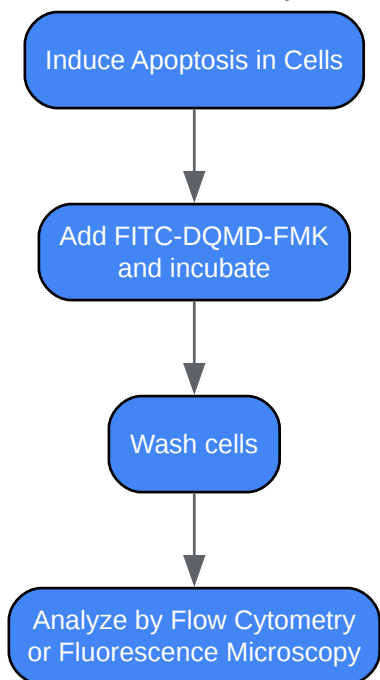 Induce Apoptosis in Cells
Add FITC-DQMD-FMK
and incubate
Wash cells
Analyze by Flow Cytometry
or Fluorescence Microscopy